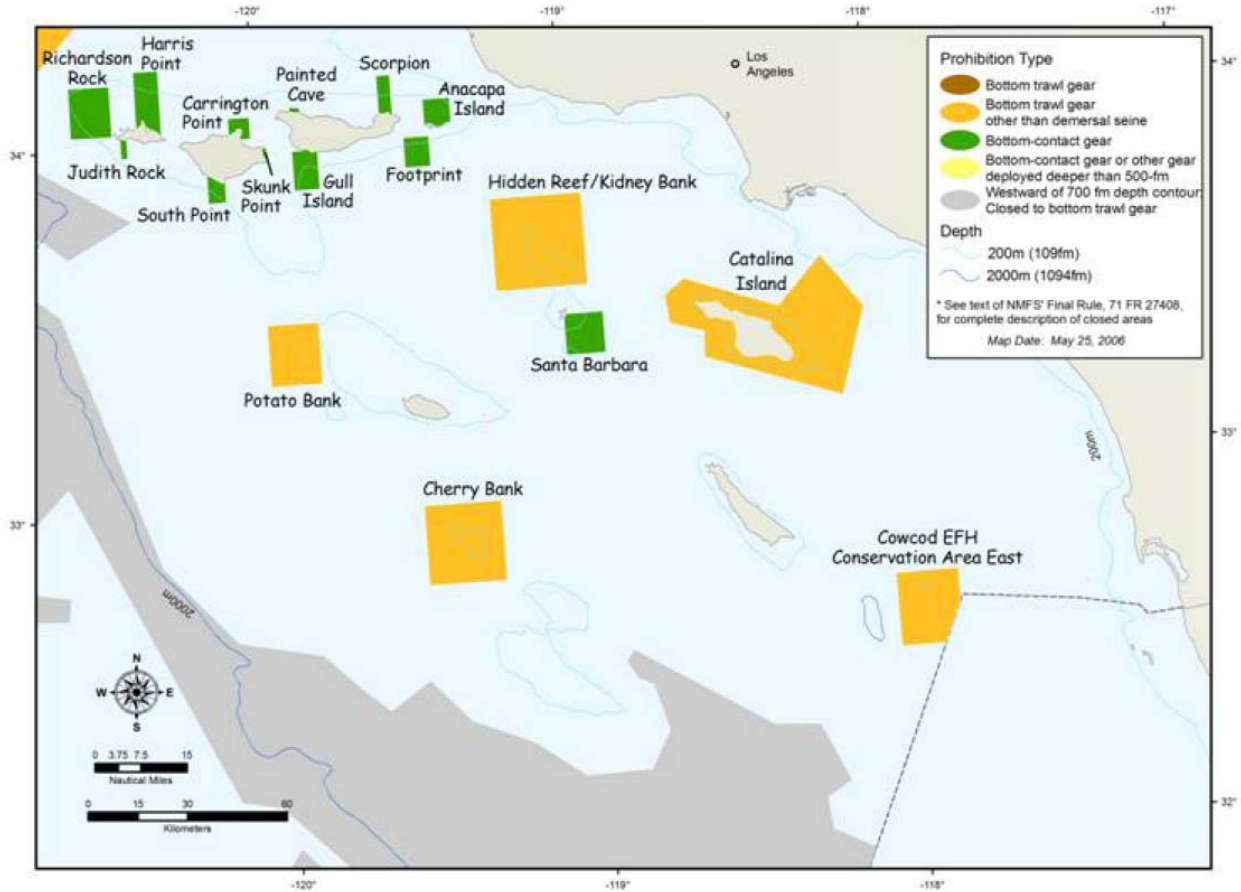 -120°
-119°
-118°
-117°
Richardson
Rock
Harris
Point
Painted
Cave
Scorpion
Los
Angeles
Carrington
Point
Anacapa
Island
34°
34°
Judith Rock
Skunk
Point
Gull
Island
Footprint
South Point
Hidden Reef/Kidney Bank
Catalina
Island
Santa Barbara
Potato Bank
200m
33°
Cherry Bank
33°
Cowcod EFH
Conservation Area East
2000m
N
W
E
S
0 3.75 7.5 15
Nautical Miles
0 15 30 60
Kilometers
32°
-120°
-119°
-118°
Prohibition Type
Bottom trawl gear
Bottom trawl gear
other than demersal seine
Bottom-contact gear
Bottom-contact gear or other gear
deployed deeper than 500-fm
Westward of 700 fm depth contour:
Closed to bottom trawl gear
Depth
200m (109fm)
2000m (1094fm)
* See text of NMFS' Final Rule, 71 FR 27408,
for complete description of closed areas
Map Date: May 25, 2006